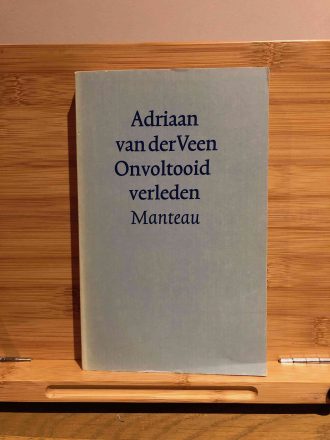 Adriaan
van der Veen
Onvoltooid
verleden
Manteau